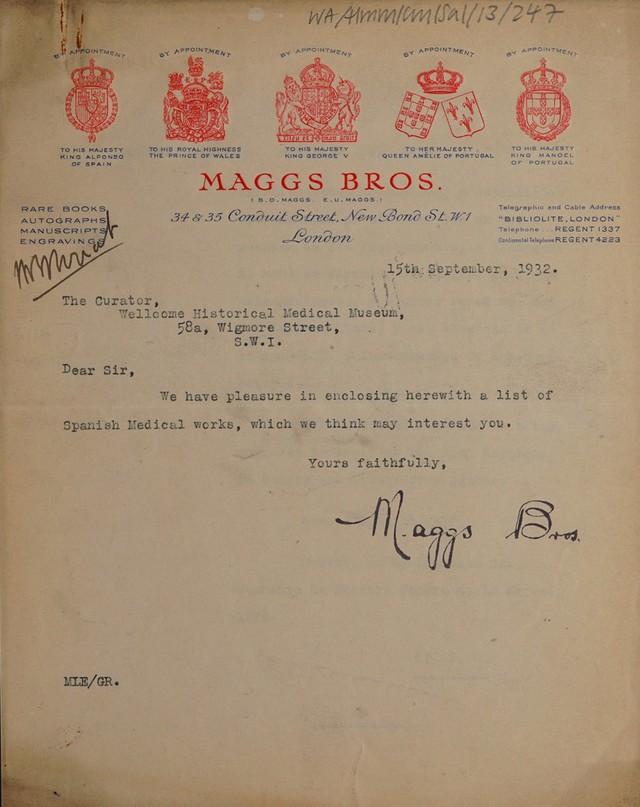 WA/Hmm/Cm/Sal/13/247
BY APPOINTMENT
TO HIS MAJESTY
KING ALFONSO
OF SPAIN
BY APPOINTMENT
TO HIS ROYAL HIGHNESS
THE PRINCE OF WALES
BY APPOINTMENT
TO HIS MAJESTY
KING GEORGE V
BY APPOINTMENT
TO HER MAJESTY
QUEEN AMÉLIE OF PORTUGAL
BY APPOINTMENT
TO HIS MAJESTY
KING MANOEL
OF PORTUGAL
MAGGS BROS.
( B.D. MAGGS. E.U. MAGGS.)
34 & 35 Conduit Street, New Bond St. W1
London
RARE BOOKS
AUTOGRAPHS
MANUSCRIPTS
ENGRAVINGS
Telegraphic and Cable Address
"BIBLIOLITE, LONDON"
Telephone ... REGENT 1337
Continental Telephone REGENT 4223
15th September, 1932.
The Curator,
Wellcome Historical Medical Museum,
58a, Wigmore Street,
S.W.I.
Dear Sir,
We have pleasure in enclosing herewith a list of
Spanish Medical works, which we think may interest you.
Yours faithfully,
Maggs Bros.
MLE/GR.